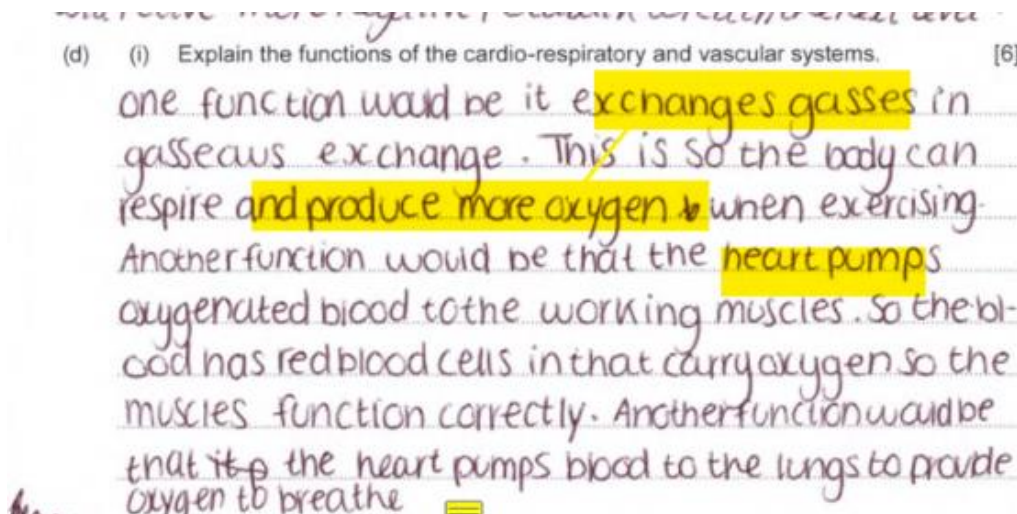 (d) (i) Explain the functions of the cardio-respiratory and vascular systems. [6]
one function would be it exchanges gasses in
gasseous exchange. This is so the body can
respire and produce more oxygen when exercising.
Another function would be that the heart pumps
oxygenated blood to the working muscles. So the bl-
ood has red blood cells in that carry oxygen so the
muscles function correctly. Another function would be
that it the heart pumps blood to the lungs to provide
oxygen to breathe